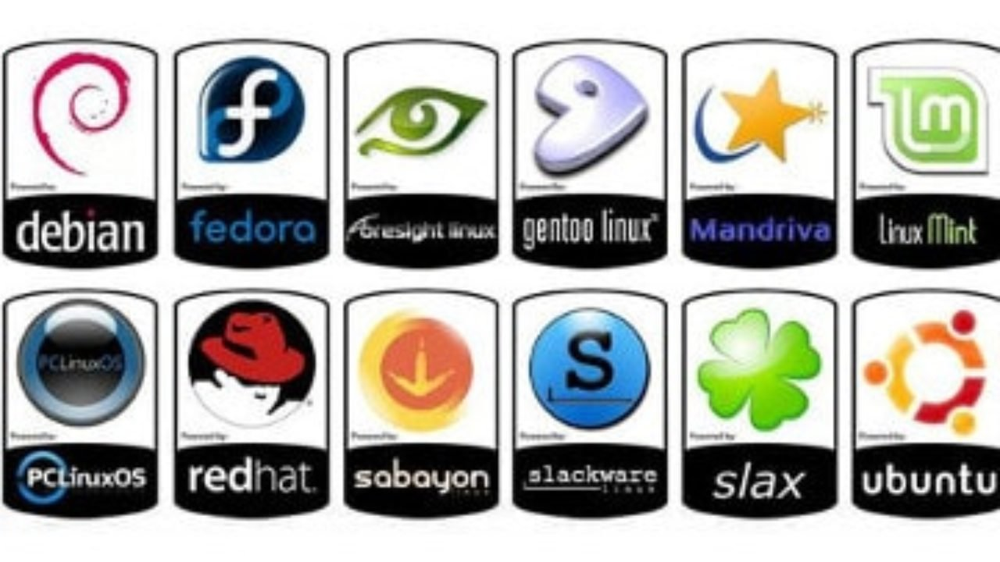 Powered by
Powered by
Powered by
Powered by
Powered by
Powered by
debian
fedora
foresight linux
gentoo linux™
Mandriva
Linux Mint
PCLinuxOS
S
Powered by
Powered by
Powered by
Powered by
Powered by
Powered by
PCLinuxOS
redhat.
sabayon
linux
slackware
linux
slax
ubuntu